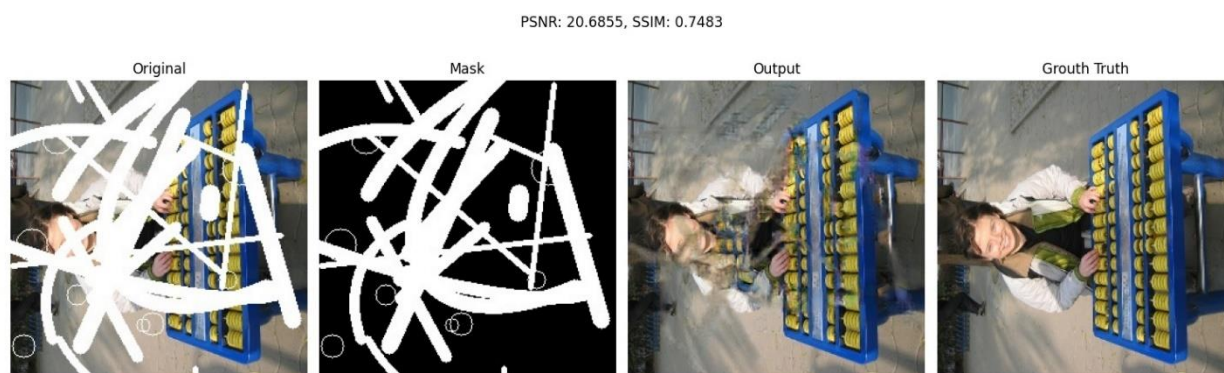 PSNR: 20.6855, SSIM: 0.7483
Original
Mask
Output
Grouth Truth